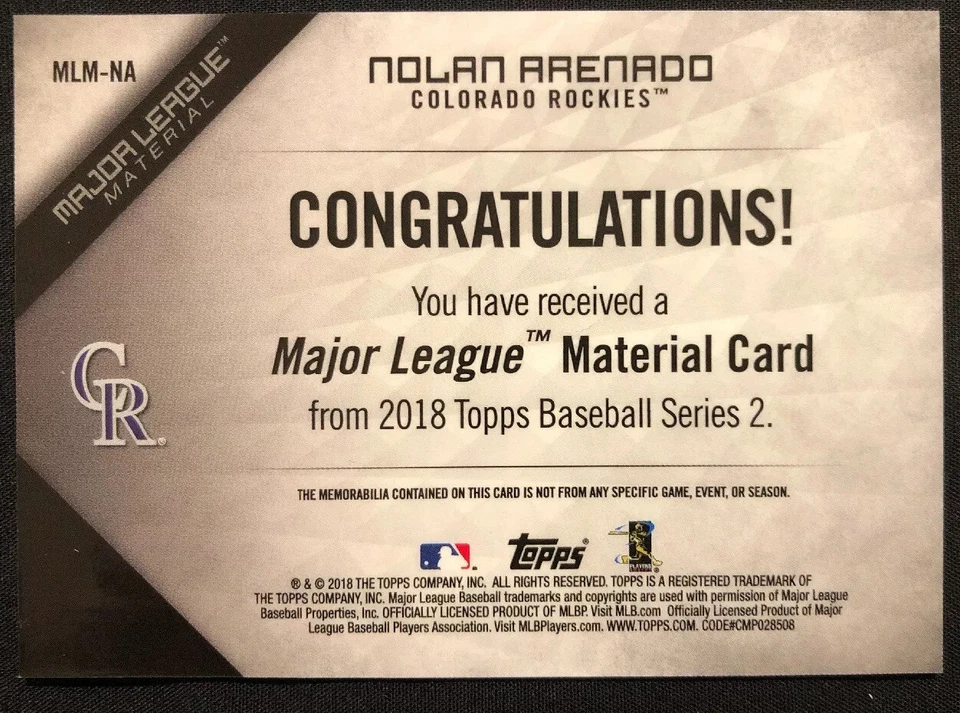 MLM-NA
MAJOR LEAGUE™
MATERIAL
NOLAN ARENADO
COLORADO ROCKIES™
CONGRATULATIONS!
You have received a
Major League™ Material Card
from 2018 Topps Baseball Series 2.
CR®
THE MEMORABILIA CONTAINED ON THIS CARD IS NOT FROM ANY SPECIFIC GAME, EVENT, OR SEASON.
Topps®
PLAYERS
® & © 2018 THE TOPPS COMPANY, INC. ALL RIGHTS RESERVED. TOPPS IS A REGISTERED TRADEMARK OF
THE TOPPS COMPANY, INC. Major League Baseball trademarks and copyrights are used with permission of Major League
Baseball Properties, Inc. OFFICIALLY LICENSED PRODUCT OF MLBP. Visit MLB.com Officially Licensed Product of Major
League Baseball Players Association. Visit MLBPlayers.com. WWW.TOPPS.COM. CODE#CMP028508